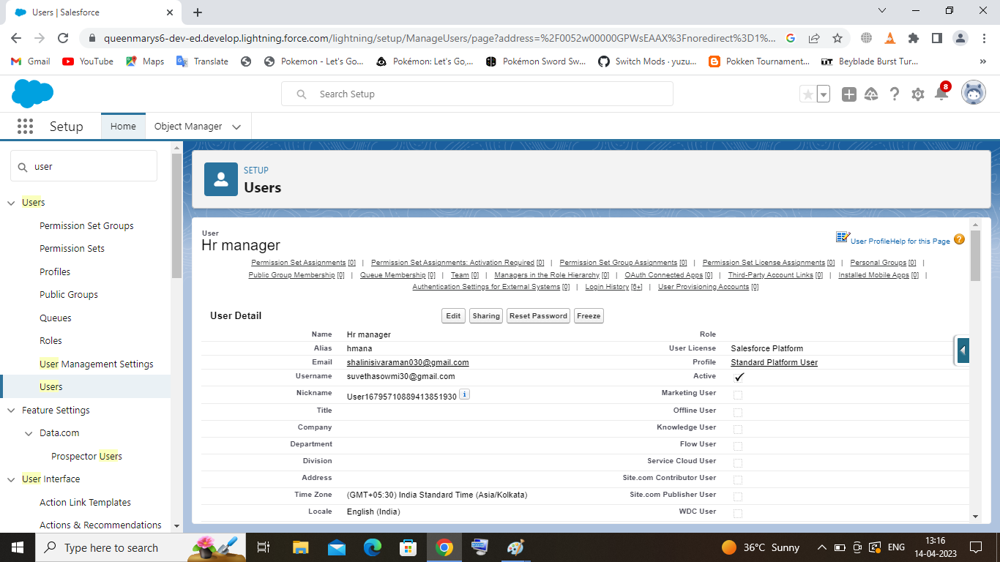 Users | Salesforce
queenmarys6-dev-ed.develop.lightning.force.com/lightning/setup/ManageUsers/page?address=%2F0052w00000GPWsEAAX%3Fnoredirect%3D1%...
Gmail YouTube Maps Translate Pokemon - Let's Go... Pokémon: Let's Go,... Pokémon Sword Sw... Switch Mods · yuzu... Pokken Tournament... Beyblade Burst Tur... »
Search Setup 8
Setup Home Object Manager
user
Users
Permission Set Groups
Permission Sets
Profiles
Public Groups
Queues
Roles
User Management Settings
Users
Feature Settings
Data.com
Prospector Users
User Interface
Action Link Templates
Actions & Recommendations
SETUP
Users
User
Hr manager
User ProfileHelp for this Page ?
Permission Set Assignments [0] | Permission Set Assignments: Activation Required [0] | Permission Set Group Assignments [0] | Permission Set License Assignments [0] | Personal Groups [0] |
Public Group Membership [0] | Queue Membership [0] | Team [0] | Managers in the Role Hierarchy [0] | OAuth Connected Apps [0] | Third-Party Account Links [0] | Installed Mobile Apps [0] |
Authentication Settings for External Systems [0] | Login History [6+] | User Provisioning Accounts [0]
User Detail Edit Sharing Reset Password Freeze
Name Hr manager Role
Alias hmana User License Salesforce Platform
Email shalinisivaraman030@gmail.com Profile Standard Platform User
Username suvethasowmi30@gmail.com Active ✓
Nickname User16795710889413851930 i Marketing User
Title Offline User
Company Knowledge User
Department Flow User
Division Service Cloud User
Address Site.com Contributor User
Time Zone (GMT+05:30) India Standard Time (Asia/Kolkata) Site.com Publisher User
Locale English (India) WDC User
Type here to search 36°C Sunny ENG 13:16
14-04-2023